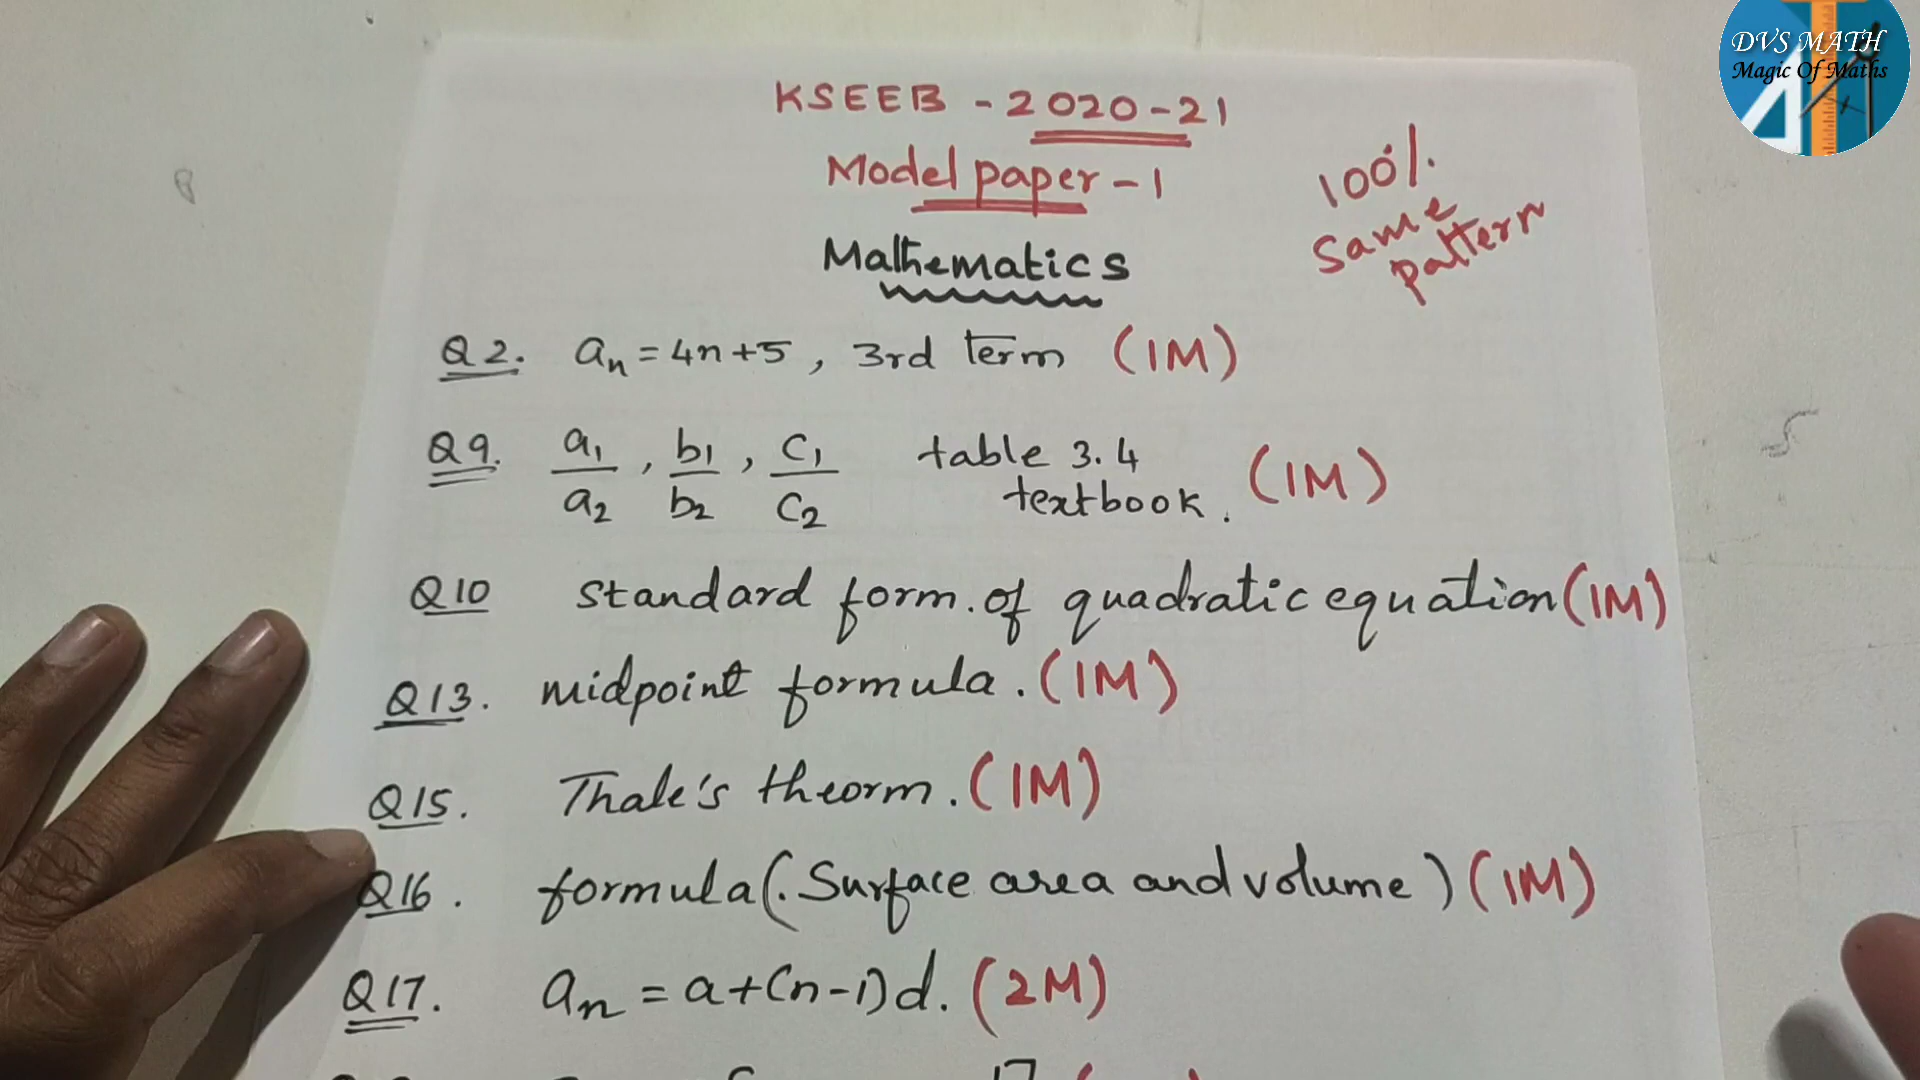 DVS MATH
Magic Of Maths
KSEEB - 2020-21
Model paper - 1
100%.
Same
pattern
Mathematics
Q2. aₙ = 4n+5, 3rd term (1M)
Q9. a₁/a₂, b₁/b₂, c₁/c₂ table 3.4 textbook. (1M)
Q10 Standard form. of quadratic equation (1M)
Q13. midpoint formula. (1M)
Q15. Thale's theorm. (1M)
Q16. formula (. Surface area and volume) (1M)
Q17. aₙ = a+(n-1)d. (2M)